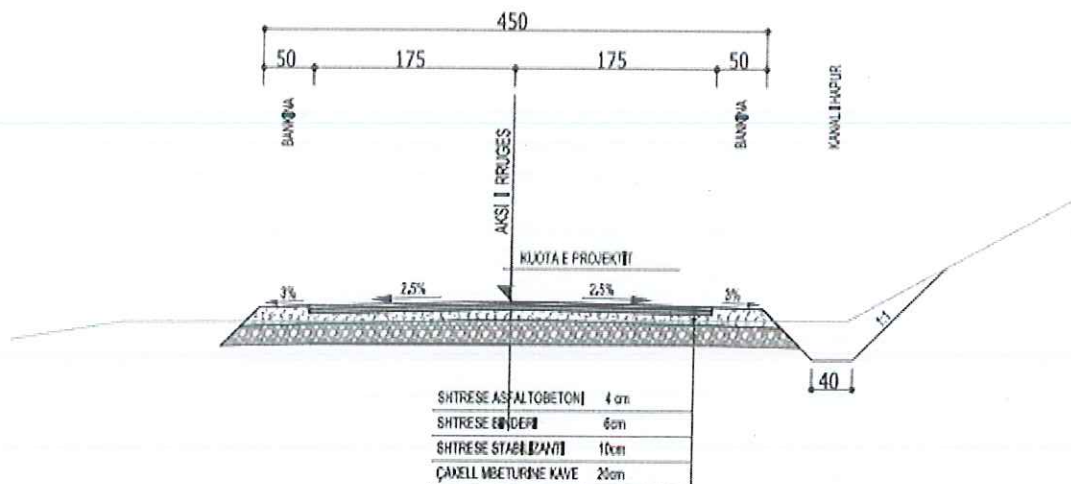 450
50 175 175 50
BANKINA
AKSI I RRUGES
BANKINA
KANAL I HAPUR
KUOTA E PROJEKTIT
3% 2.5% 2.5% 3%
1:1
40
SHTRESE ASFALTOBETONI 4 cm
SHTRESE BINDERI 6cm
SHTRESE STABILIZANTI 10cm
ÇAKELL MBETURINE KAVE 20cm